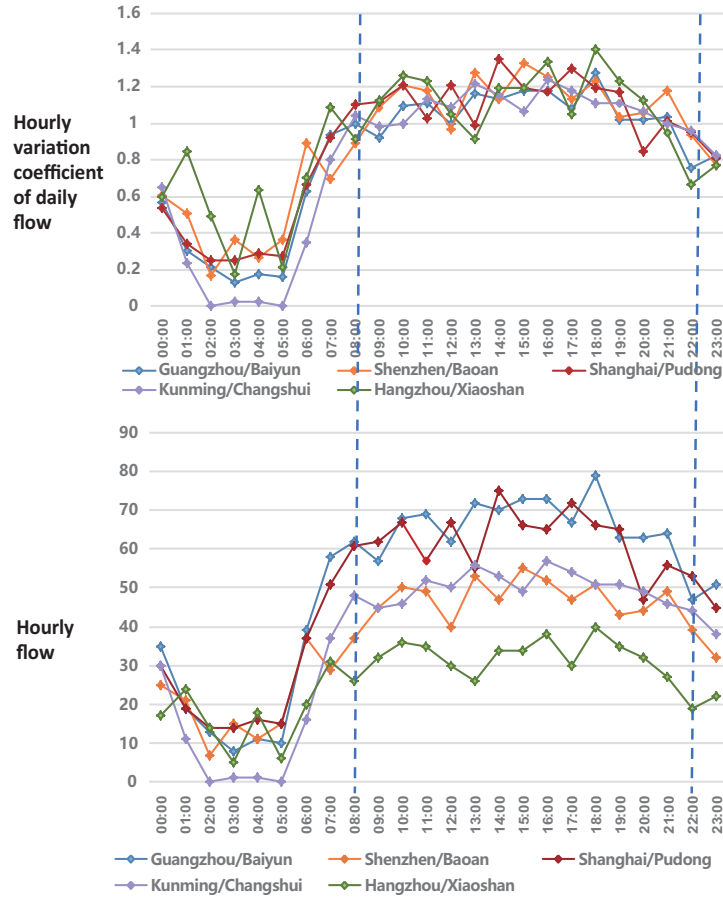 1.6
1.4
1.2
1
0.8
0.6
0.4
0.2
0
Hourly
variation
coefficient
of daily
flow
00:00 01:00 02:00 03:00 04:00 05:00 06:00 07:00 08:00 09:00 10:00 11:00 12:00 13:00 14:00 15:00 16:00 17:00 18:00 19:00 20:00 21:00 22:00 23:00
Guangzhou/Baiyun Shenzhen/Baoan Shanghai/Pudong
Kunming/Changshui Hangzhou/Xiaoshan
90
80
70
60
50
40
30
20
10
0
Hourly
flow
00:00 01:00 02:00 03:00 04:00 05:00 06:00 07:00 08:00 09:00 10:00 11:00 12:00 13:00 14:00 15:00 16:00 17:00 18:00 19:00 20:00 21:00 22:00 23:00
Guangzhou/Baiyun Shenzhen/Baoan Shanghai/Pudong
Kunming/Changshui Hangzhou/Xiaoshan